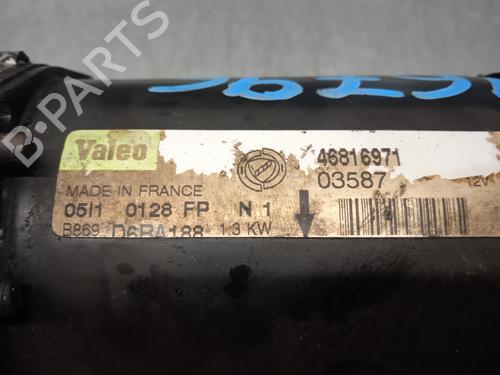 Valeo
46816971
MADE IN FRANCE
03587
12V
05I1 0128 FP N 1
B869 D6RA188 1.3 KW
B-PARTS